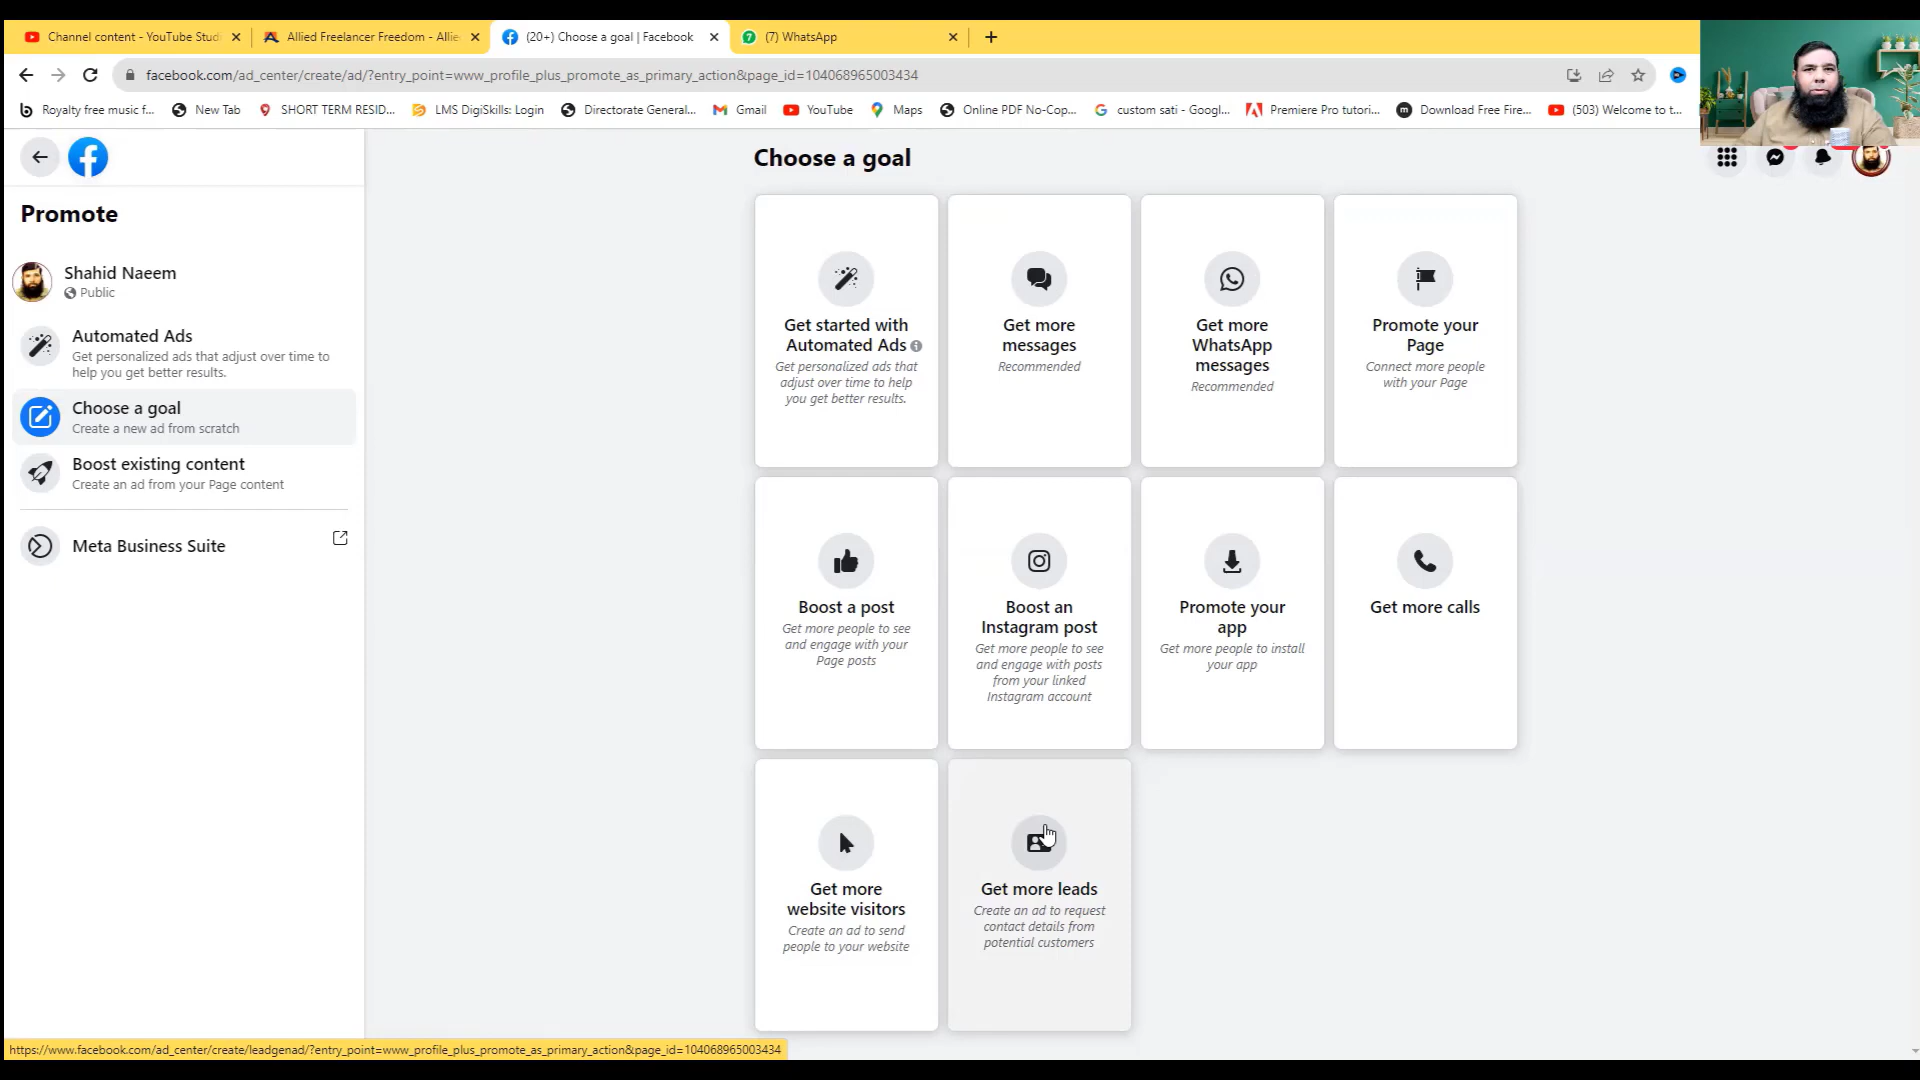 Channel content - YouTube Studi
Allied Freelancer Freedom - Allie
(20+) Choose a goal | Facebook
(7) WhatsApp
facebook.com/ad_center/create/ad/?entry_point=www_profile_plus_promote_as_primary_action&page_id=104068965003434
Royalty free music f...
New Tab
SHORT TERM RESID...
LMS DigiSkills: Login
Directorate General...
Gmail
YouTube
Maps
Online PDF No-Cop...
custom sati - Googl...
Premiere Pro tutori...
Download Free Fire...
(503) Welcome to t...
Promote
Shahid Naeem
Public
Automated Ads
Get personalized ads that adjust over time to
help you get better results.
Choose a goal
Create a new ad from scratch
Boost existing content
Create an ad from your Page content
Meta Business Suite
Choose a goal
Get started with
Automated Ads
Get personalized ads that
adjust over time to help
you get better results.
Get more
messages
Recommended
Get more
WhatsApp
messages
Recommended
Promote your
Page
Connect more people
with your Page
Boost a post
Get more people to see
and engage with your
Page posts
Boost an
Instagram post
Get more people to see
and engage with posts
from your linked
Instagram account
Promote your
app
Get more people to install
your app
Get more calls
Get more
website visitors
Create an ad to send
people to your website
Get more leads
Create an ad to request
contact details from
potential customers
https://www.facebook.com/ad_center/create/leadgenad/?entry_point=www_profile_plus_promote_as_primary_action&page_id=104068965003434